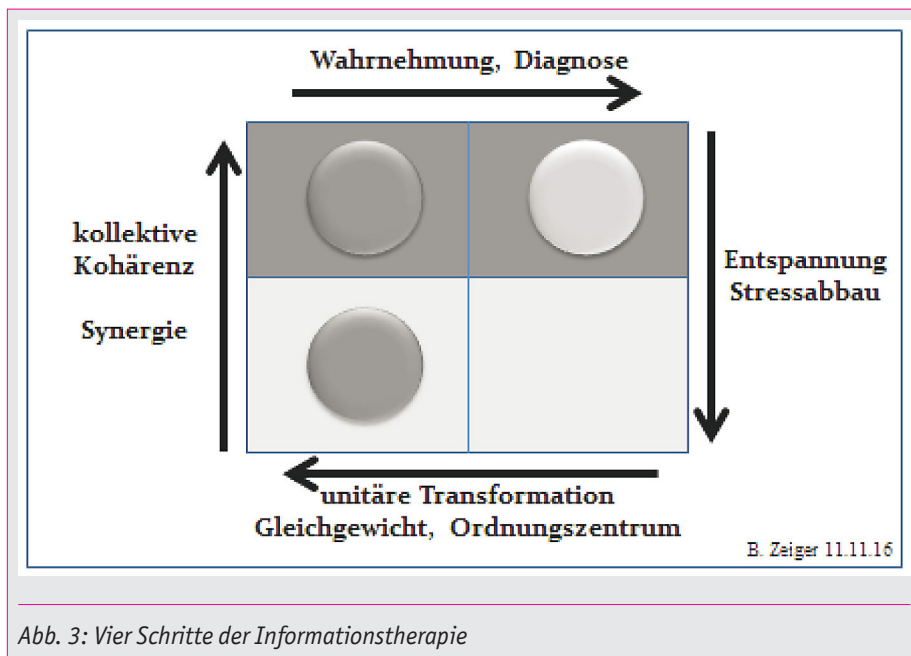 Wahrnehmung, Diagnose
kollektive
Kohärenz
Synergie
Entspannung
Stressabbau
unitäre Transformation
Gleichgewicht, Ordnungszentrum
B. Zeiger 11.11.16
Abb. 3: Vier Schritte der Informationstherapie